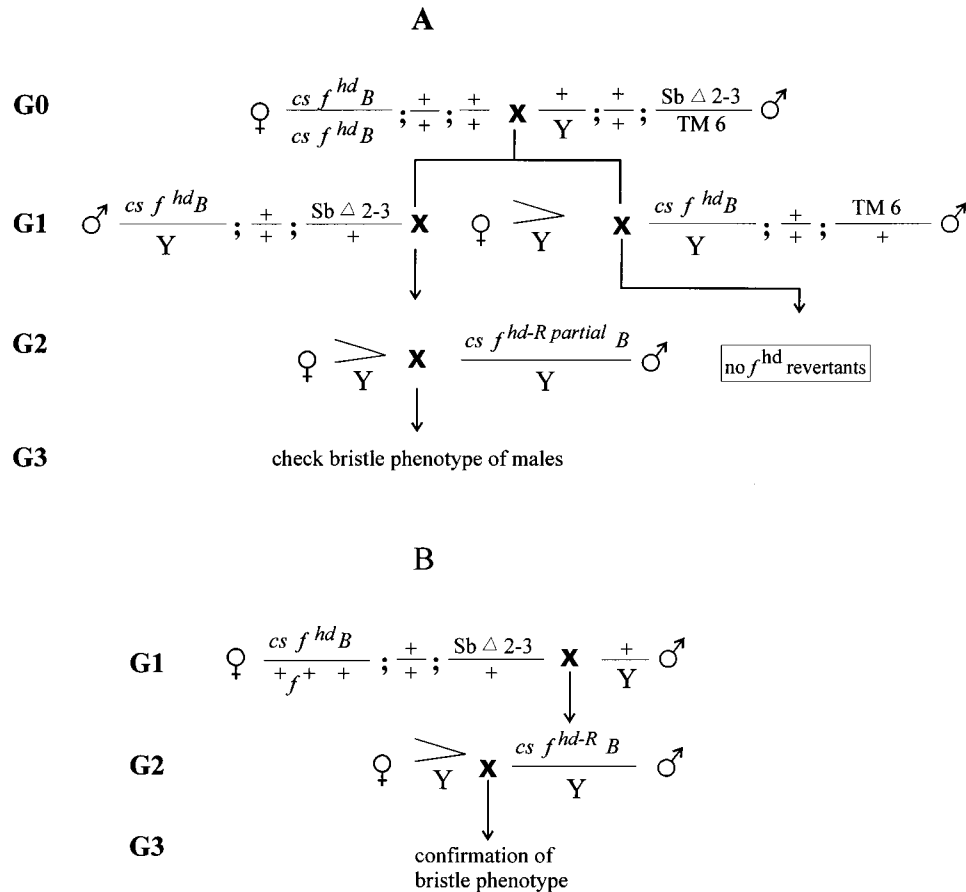 A
G0 ♀ cs f^hd B / cs f^hd B ; + / + ; + / + X + / Y ; + / + ; Sb Δ 2-3 / TM 6 ♂
G1 ♂ cs f^hd B / Y ; + / + ; Sb Δ 2-3 / + X ♀ > / Y X cs f^hd B / Y ; + / + ; TM 6 / + ♂
G2 ♀ > / Y X cs f^hd-R partial B / Y ♂ no f^hd revertants
G3 check bristle phenotype of males
B
G1 ♀ cs f^hd B / + f^+ + ; + / + ; Sb Δ 2-3 / + X + / Y ♂
G2 ♀ > / Y X cs f^hd-R B / Y ♂
G3 confirmation of
bristle phenotype